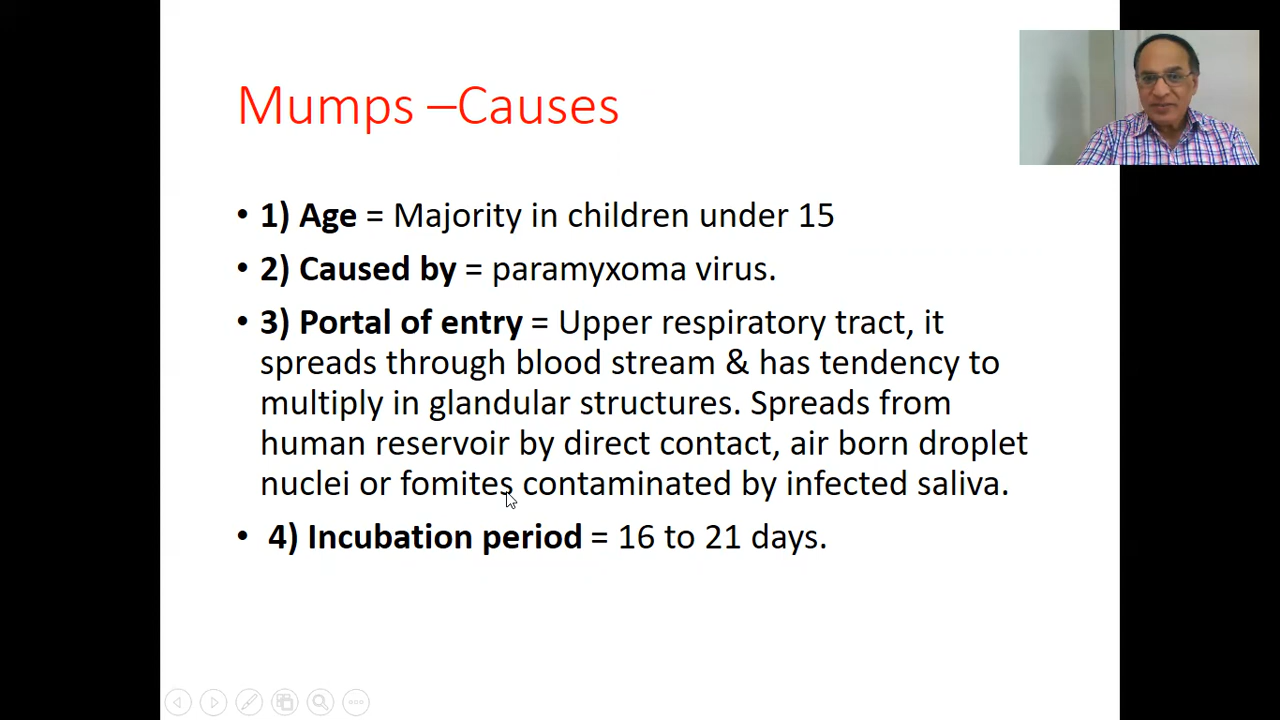 Mumps –Causes
• 1) Age = Majority in children under 15
• 2) Caused by = paramyxoma virus.
• 3) Portal of entry = Upper respiratory tract, it
spreads through blood stream & has tendency to
multiply in glandular structures. Spreads from
human reservoir by direct contact, air born droplet
nuclei or fomites contaminated by infected saliva.
• 4) Incubation period = 16 to 21 days.